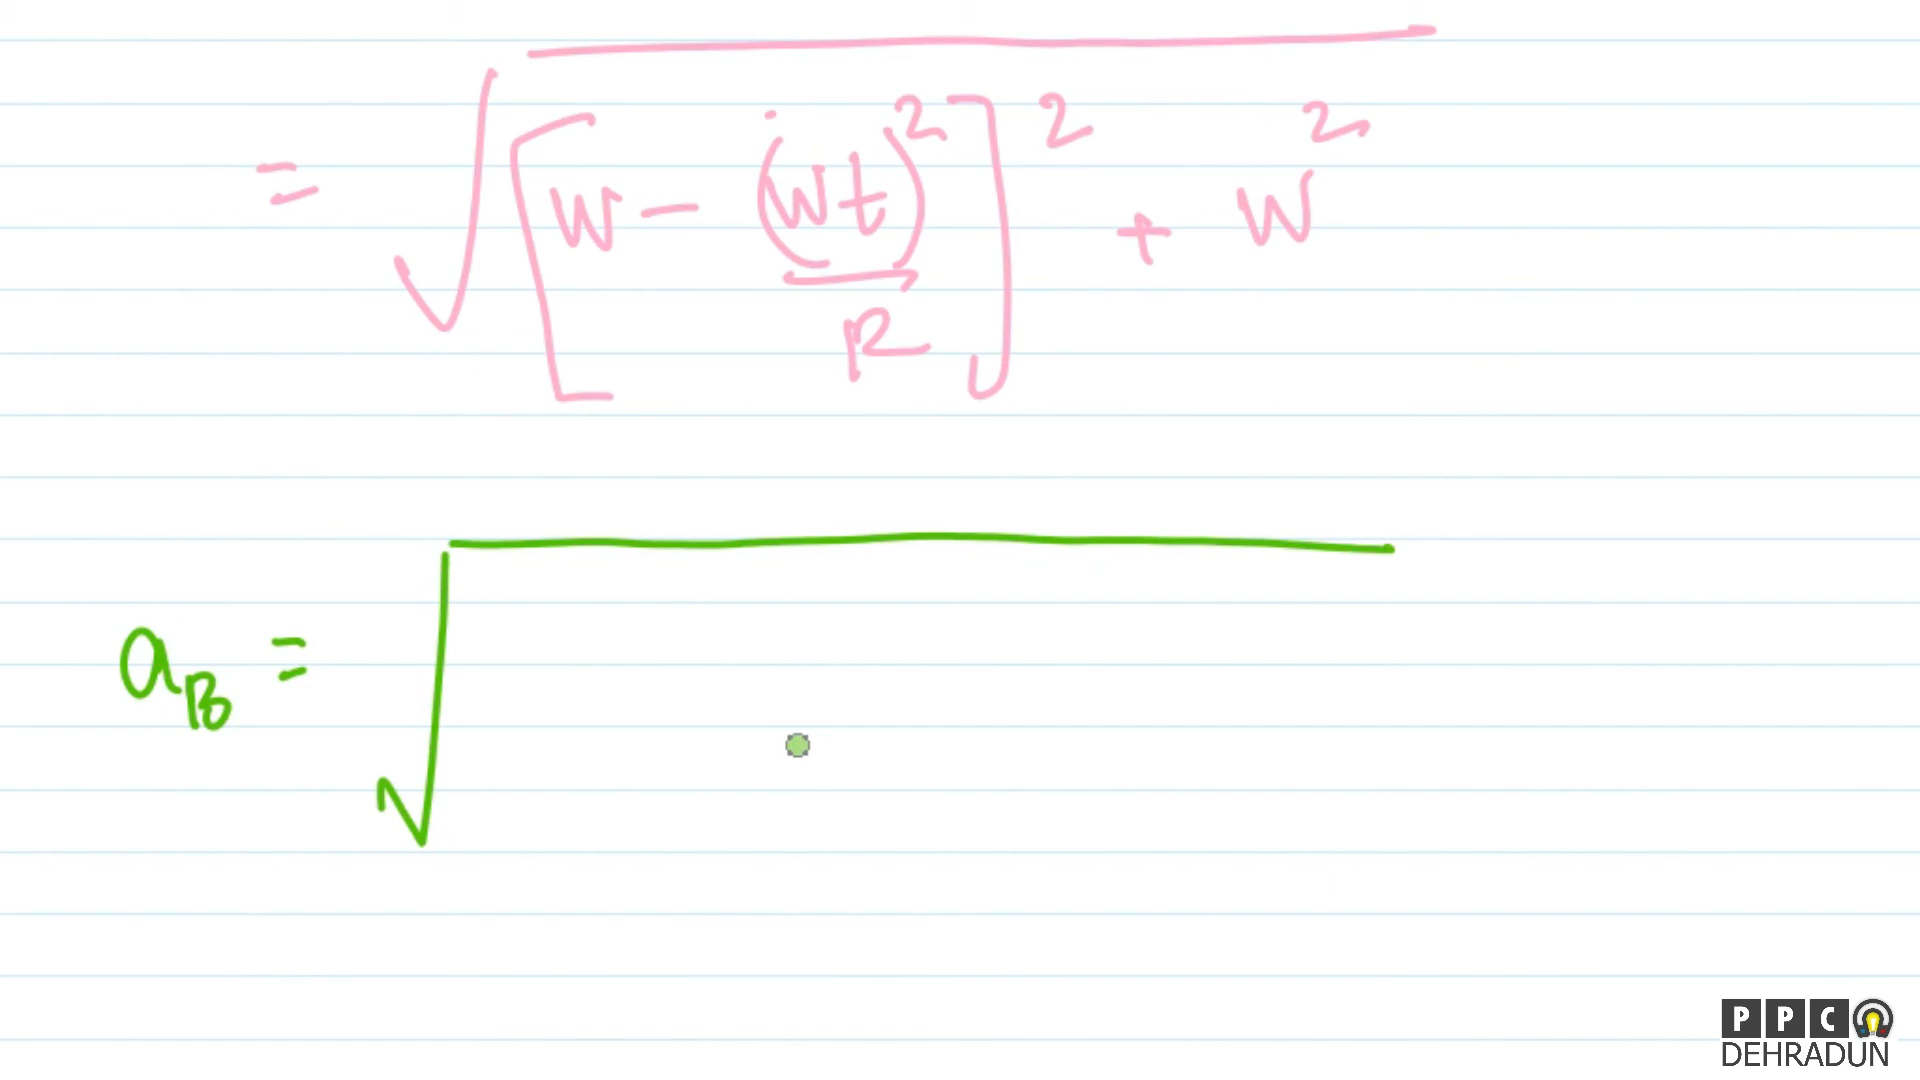 = √[W - (Wt)²/R]² + W²
a_B = √
PPC
DEHRADUN